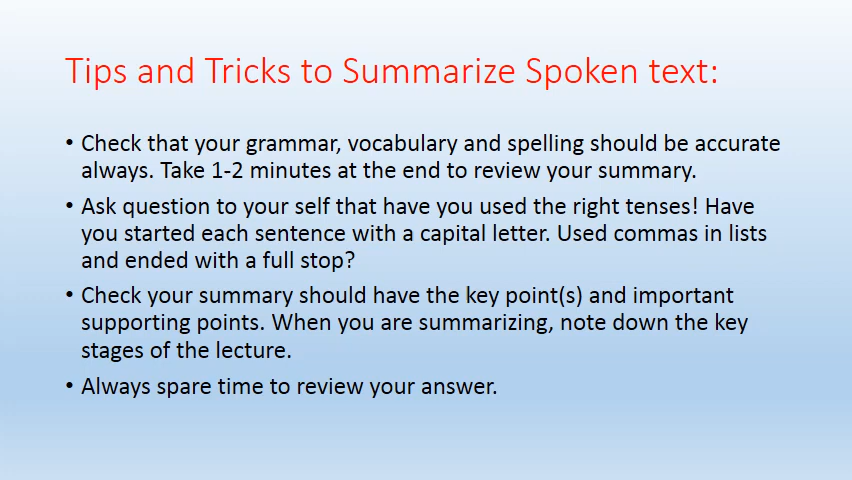 Tips and Tricks to Summarize Spoken text:
• Check that your grammar, vocabulary and spelling should be accurate
always. Take 1-2 minutes at the end to review your summary.
• Ask question to your self that have you used the right tenses! Have
you started each sentence with a capital letter. Used commas in lists
and ended with a full stop?
• Check your summary should have the key point(s) and important
supporting points. When you are summarizing, note down the key
stages of the lecture.
• Always spare time to review your answer.